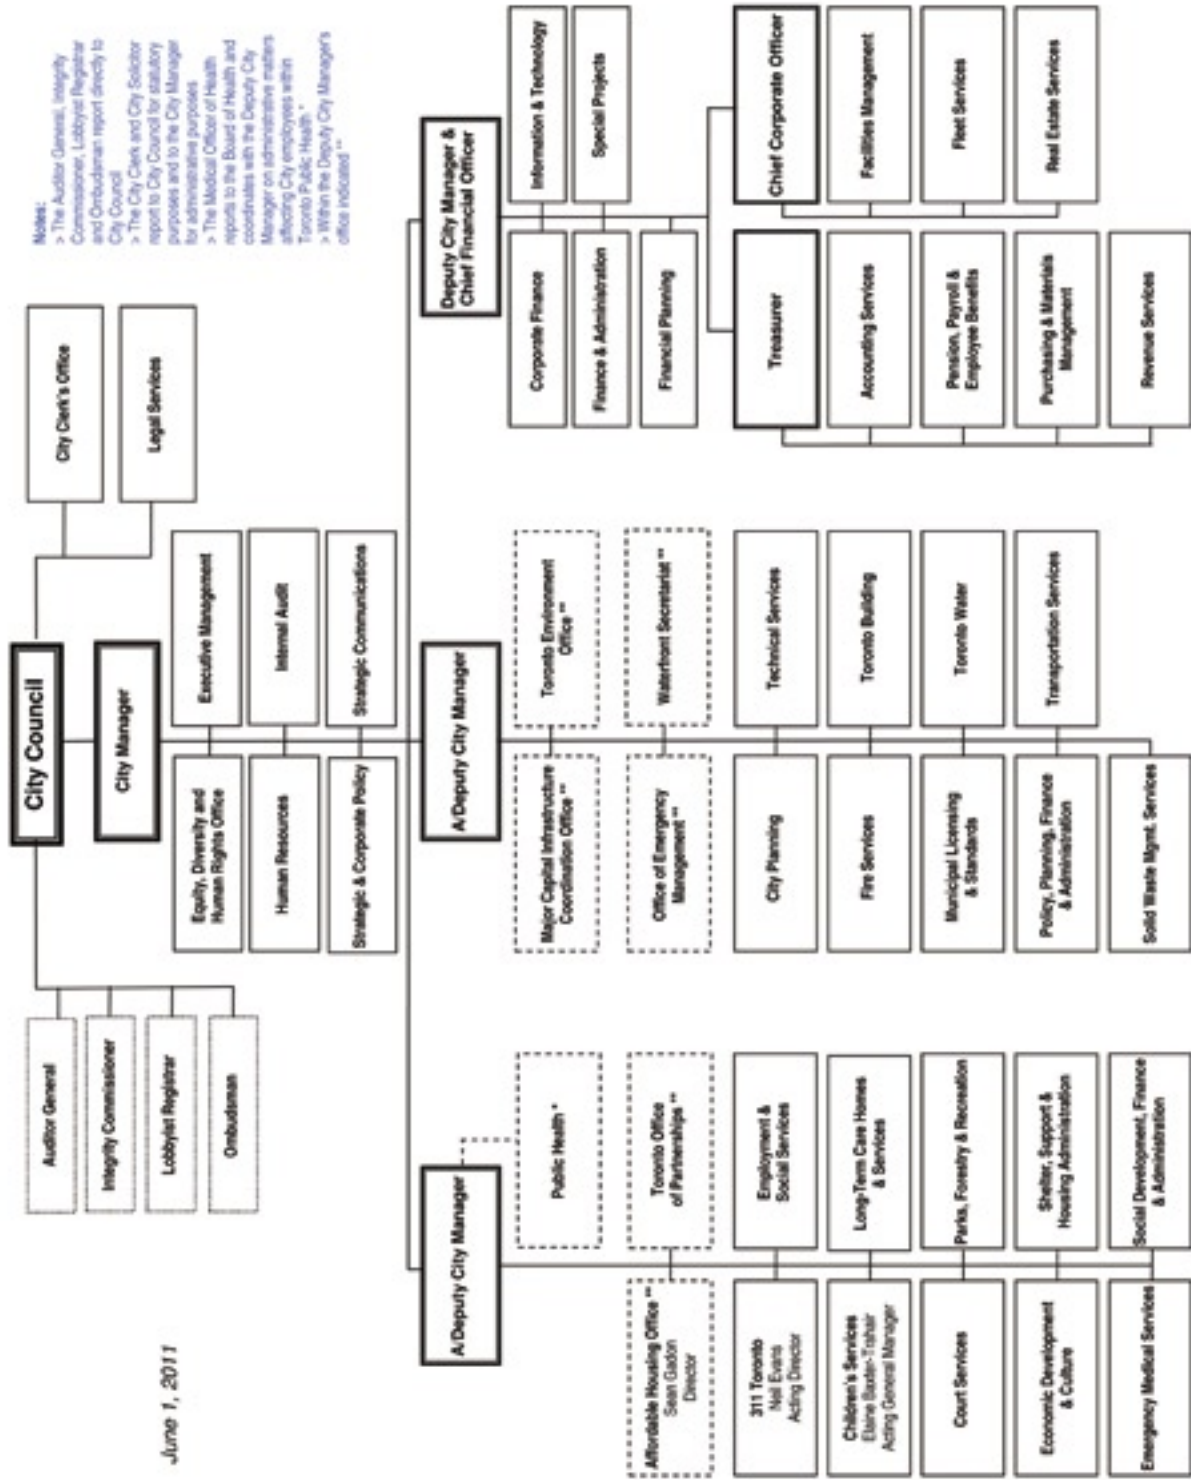 June 1, 2011
City Council
City Manager
Auditor General
Integrity Commissioner
Lobbyist Registrar
Ombudsman
City Clerk's Office
Legal Services
Notes:
> The Auditor General, Integrity
Commissioner, Lobbyist Registrar
and Ombudsman report directly to
City Council
> The City Clerk and City Solicitor
report to City Council for statutory
purposes and to the City Manager
for administrative purposes
> The Medical Officer of Health
reports to the Board of Health and
coordinates with the Deputy City
Manager on administrative matters
affecting City employees within
Toronto Public Health *
> Within the Deputy City Manager's
office indicated **
Equity, Diversity and
Human Rights Office
Executive Management
Human Resources
Internal Audit
Strategic & Corporate Policy
Strategic Communications
A/Deputy City Manager
Public Health *
Affordable Housing Office **
Sean Gadon
Director
Toronto Office
of Partnerships **
311 Toronto
Neil Evans
Acting Director
Employment &
Social Services
Children's Services
Elaine Baxter-Trahair
Acting General Manager
Long-Term Care Homes
& Services
Court Services
Parks, Forestry & Recreation
Economic Development
& Culture
Shelter, Support &
Housing Administration
Emergency Medical Services
Social Development, Finance
& Administration
A/Deputy City Manager
Major Capital Infrastructure
Coordination Office **
Toronto Environment
Office **
Office of Emergency
Management **
Waterfront Secretariat **
City Planning
Technical Services
Fire Services
Toronto Building
Municipal Licensing
& Standards
Toronto Water
Policy, Planning, Finance
& Administration
Transportation Services
Solid Waste Mgmt. Services
Deputy City Manager &
Chief Financial Officer
Corporate Finance
Information & Technology
Finance & Administration
Special Projects
Financial Planning
Treasurer
Accounting Services
Pension, Payroll &
Employee Benefits
Purchasing & Materials
Management
Revenue Services
Chief Corporate Officer
Facilities Management
Fleet Services
Real Estate Services